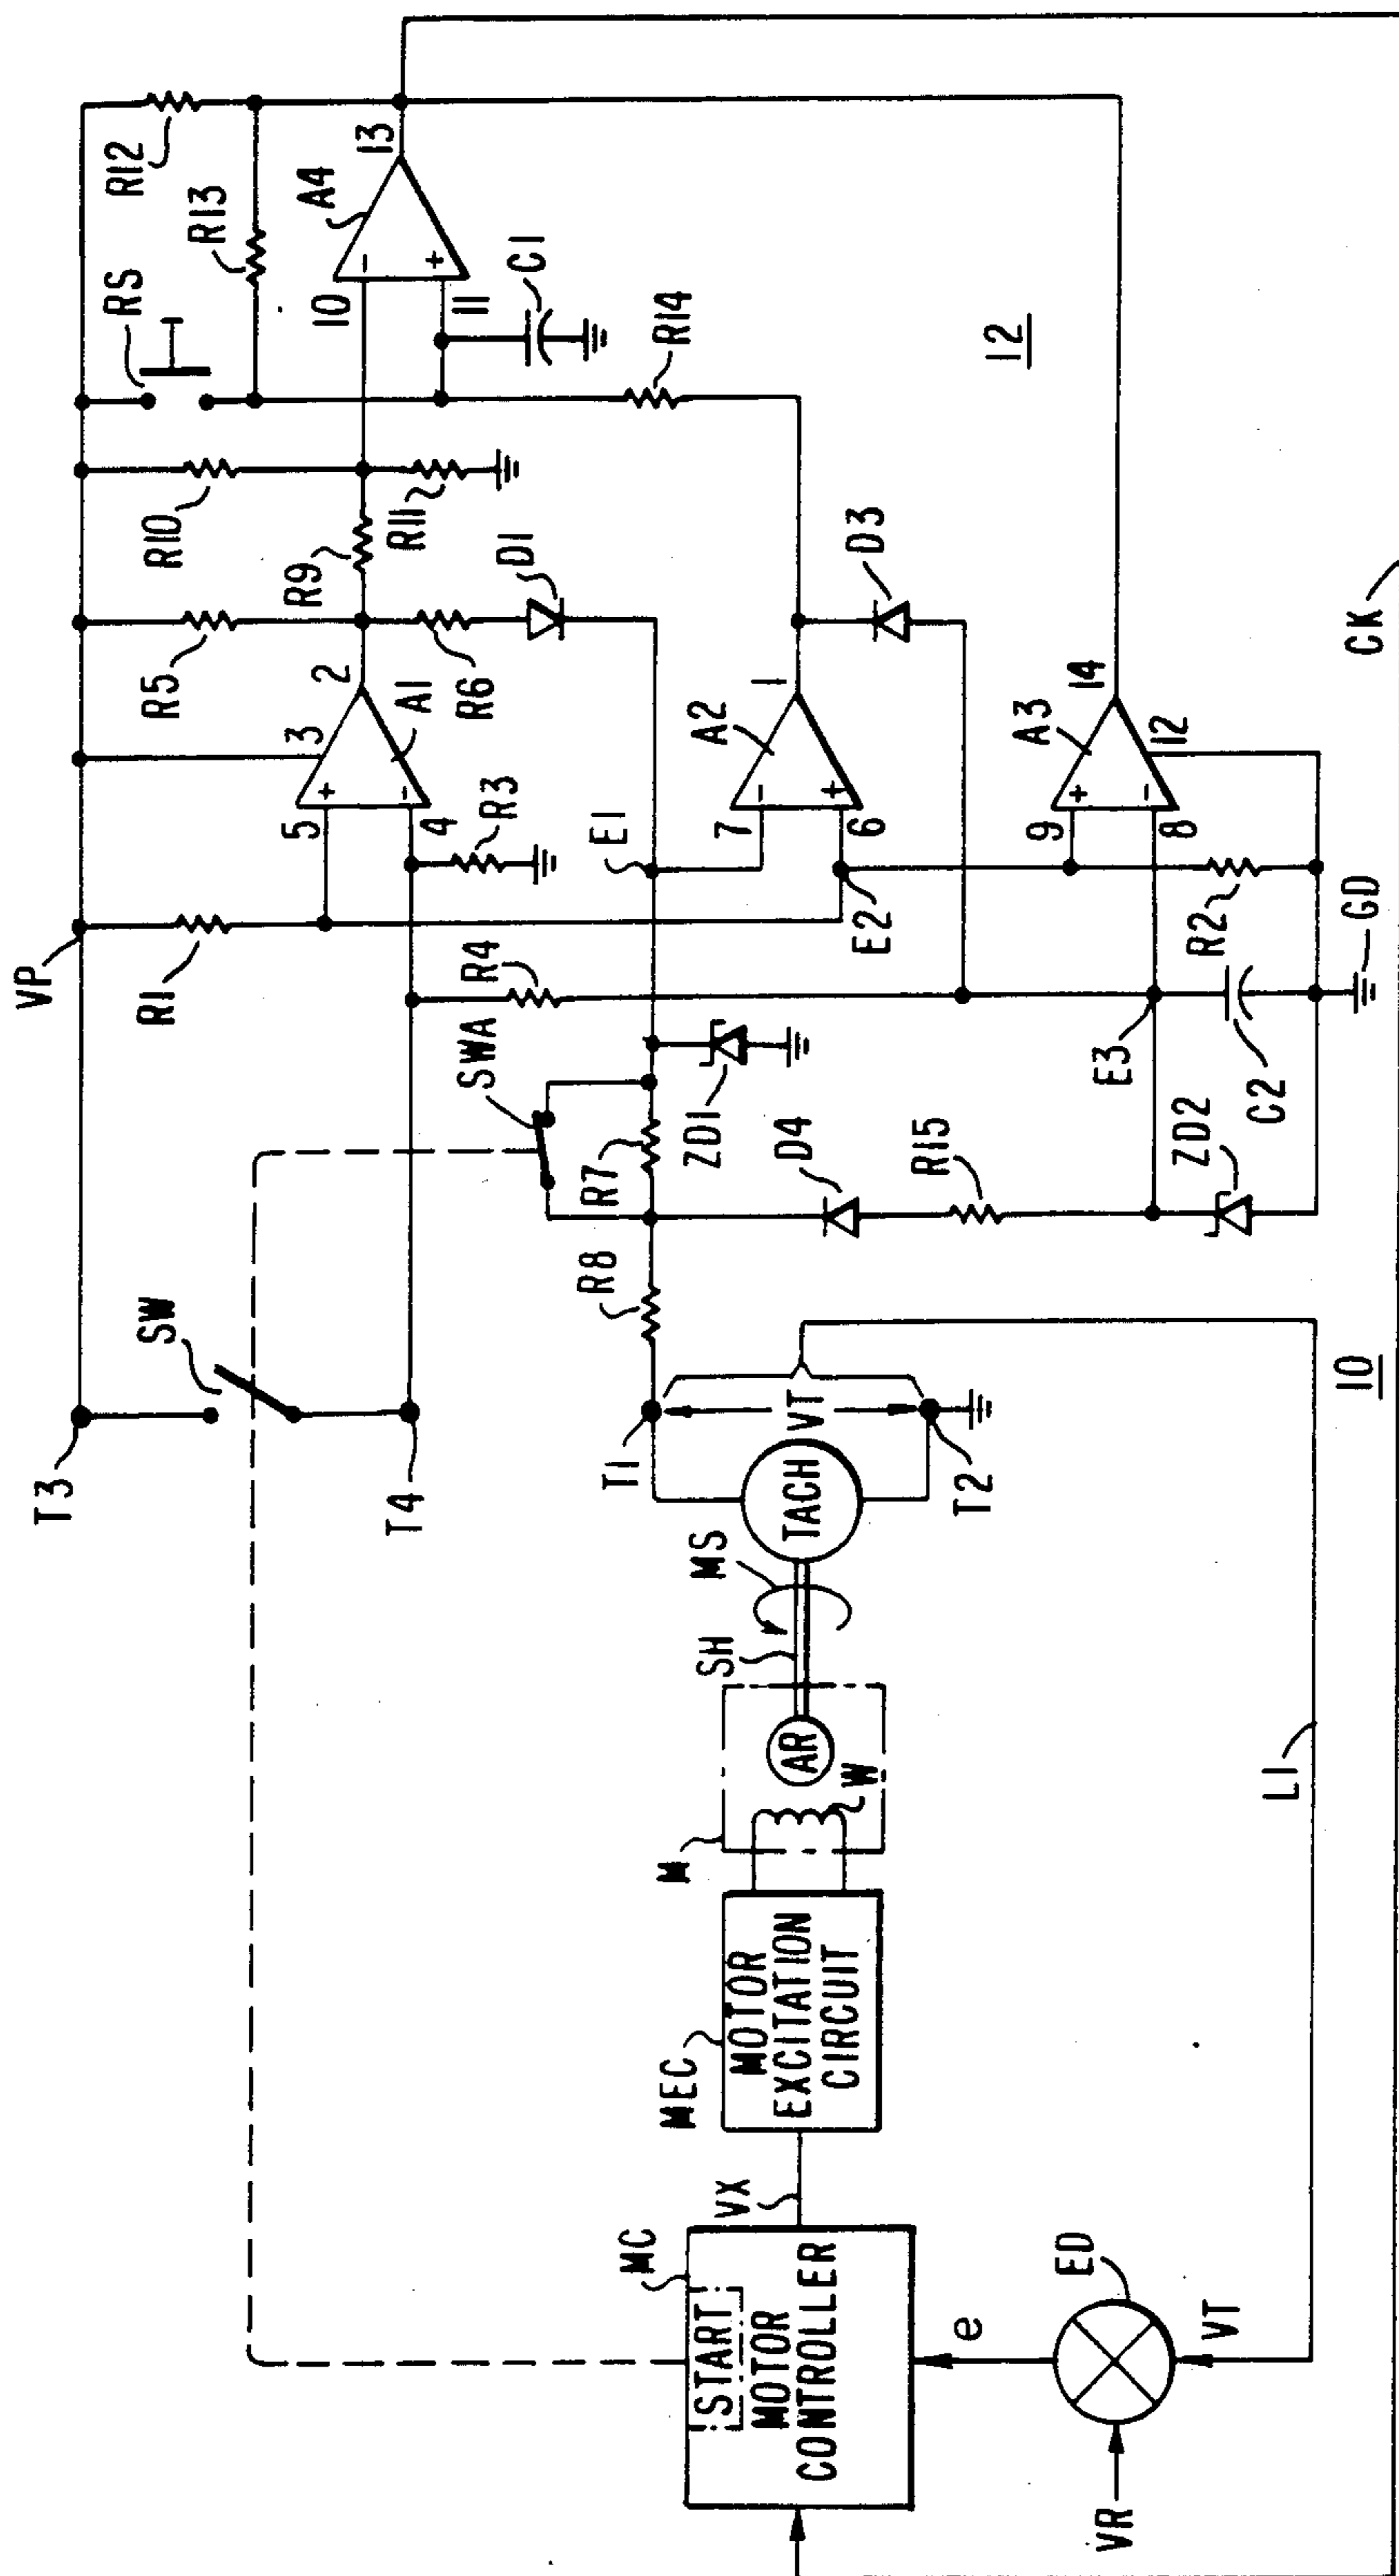 T3
SW
VP
R1
R5
R10
RS
R12
R13
3
5
+
2
A1
-
4
R3
R9
R11
10
-
A4
13
+
11
C1
T4
R4
R6
D1
R14
12
SWA
E1
R8
R7
ZD1
T1
7
-
A2
1
+
6
E2
D3
D4
R15
E3
9
+
A3
14
-
8
12
R2
C2
ZD2
GD
CK
VT
TACH
T2
MS
SH
M
AR
W
MEC
MOTOR
EXCITATION
CIRCUIT
VX
MC
START
MOTOR
CONTROLLER
e
ED
VR
VT
L1
10